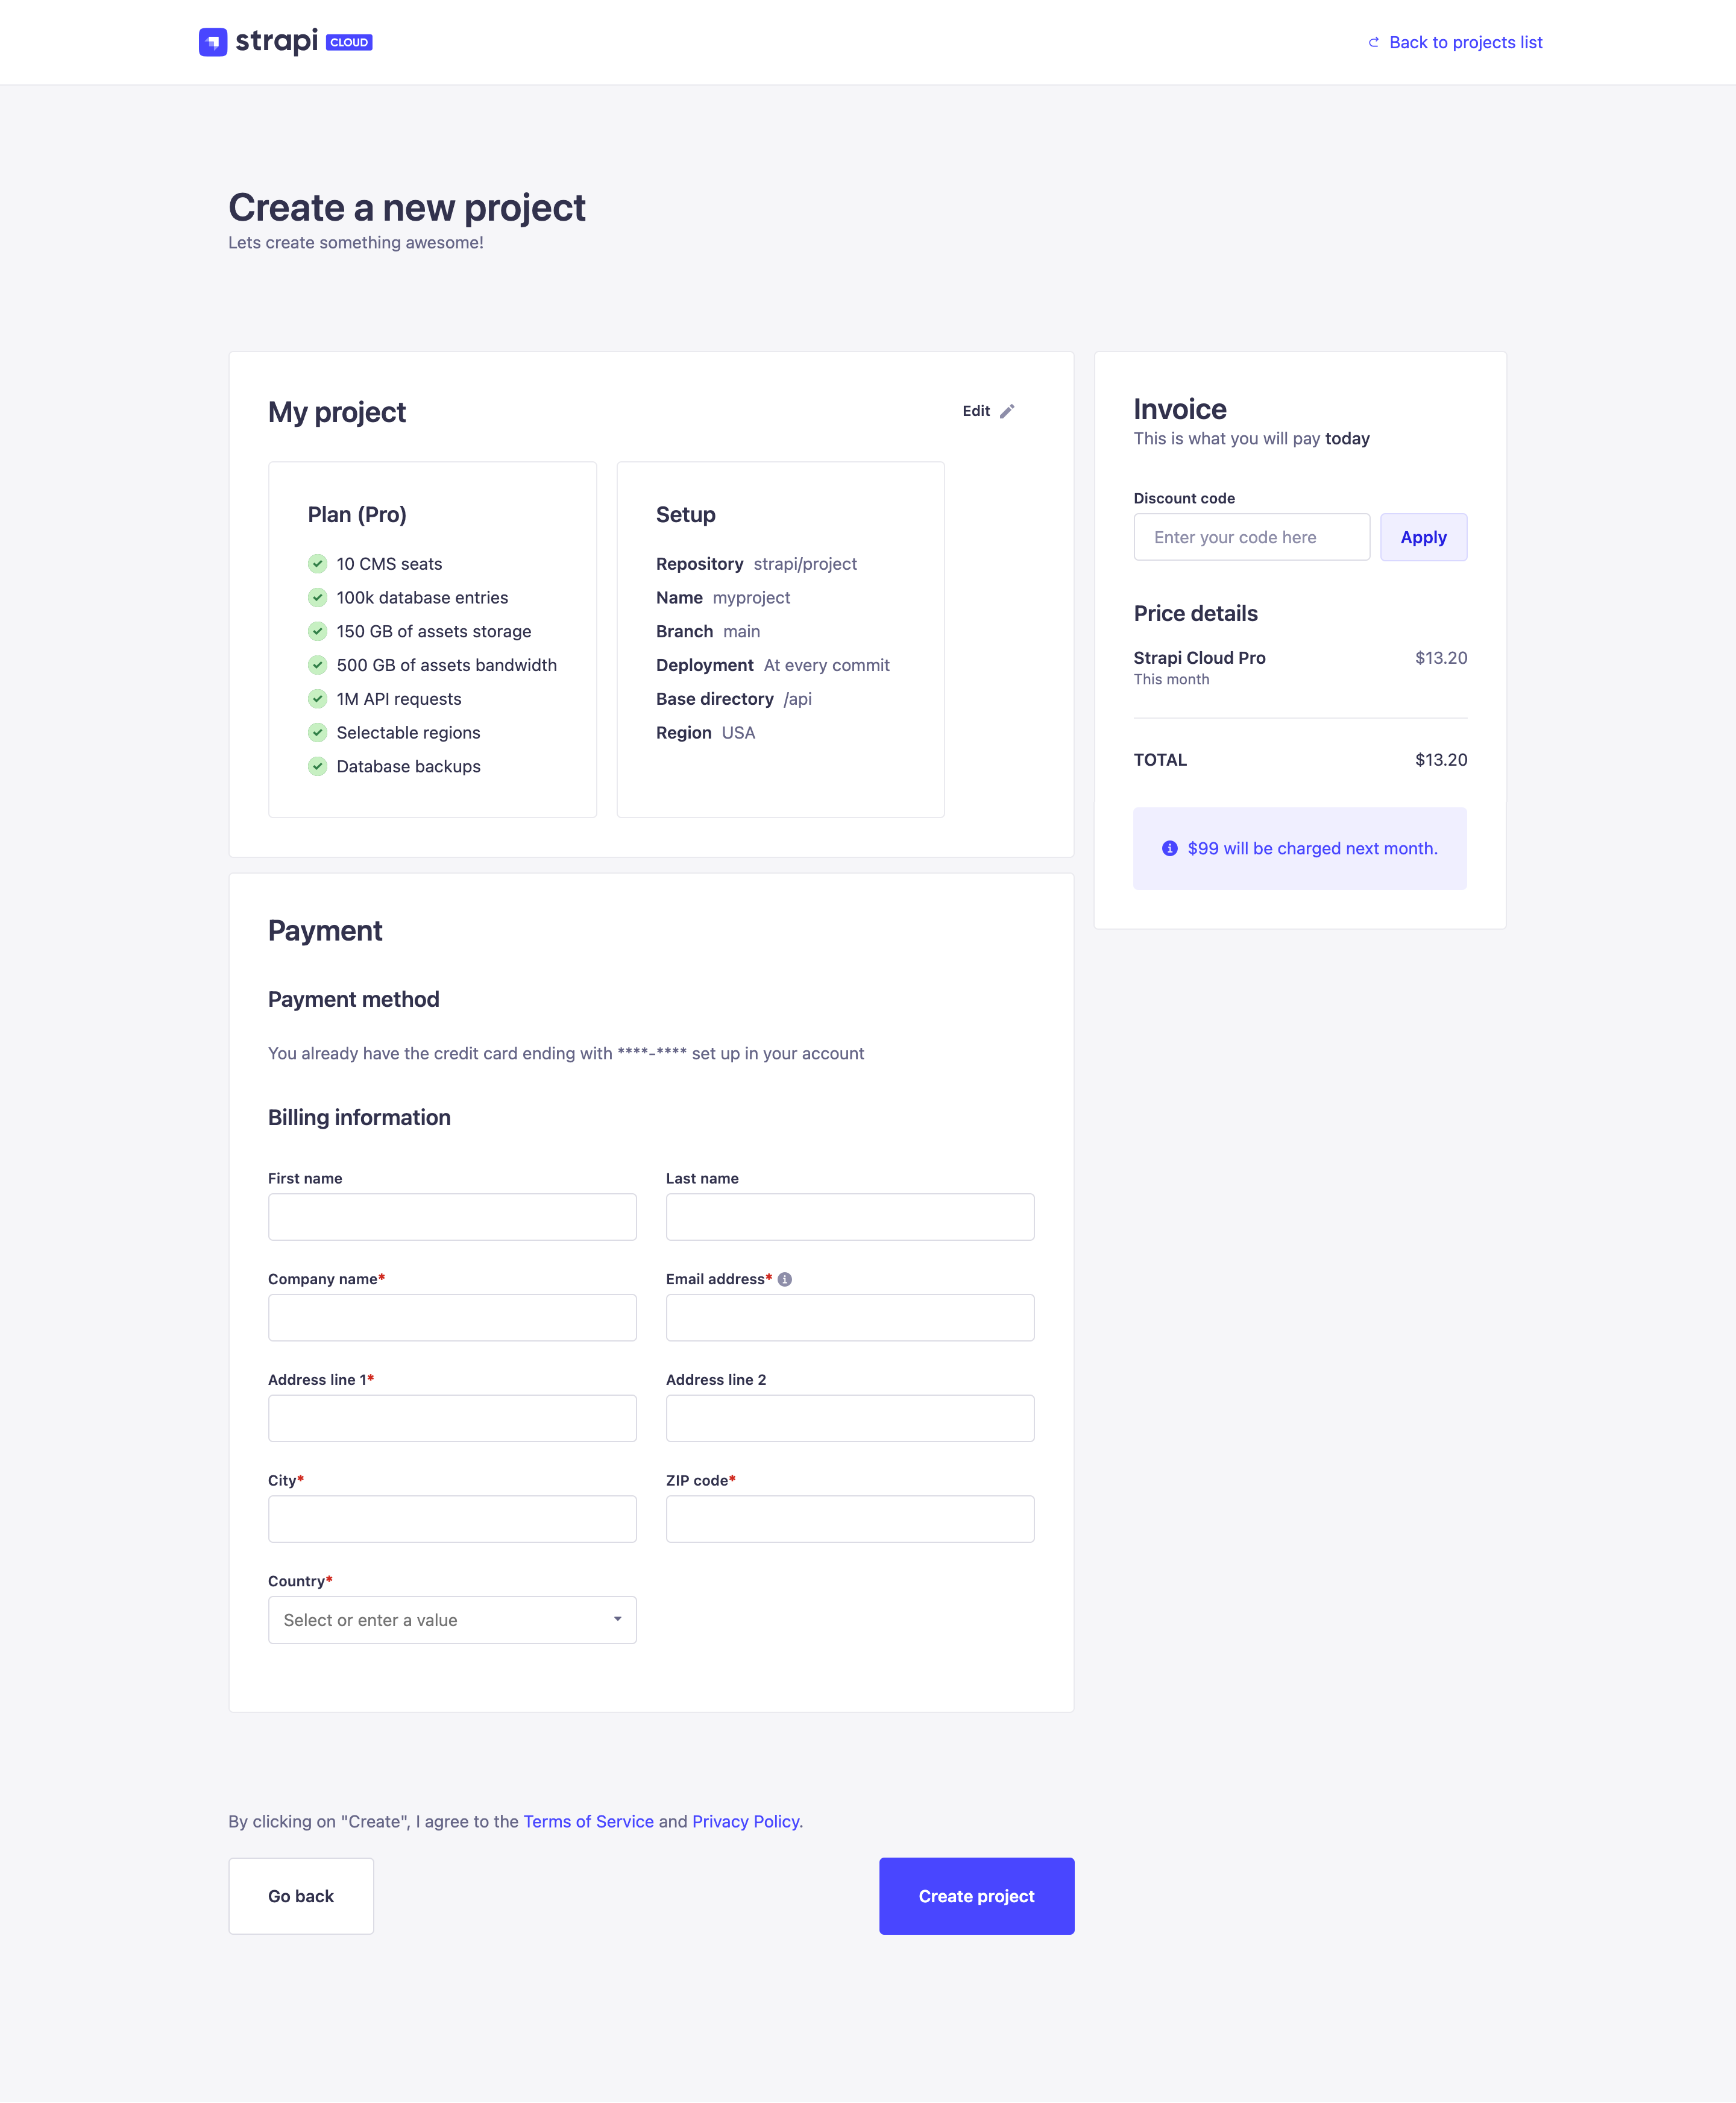 strapi CLOUD
Back to projects list
Create a new project
Lets create something awesome!
My project
Edit
Plan (Pro)
10 CMS seats
100k database entries
150 GB of assets storage
500 GB of assets bandwidth
1M API requests
Selectable regions
Database backups
Setup
Repository strapi/project
Name myproject
Branch main
Deployment At every commit
Base directory /api
Region USA
Invoice
This is what you will pay today
Discount code
Enter your code here
Apply
Price details
Strapi Cloud Pro $13.20
This month
TOTAL $13.20
$99 will be charged next month.
Payment
Payment method
You already have the credit card ending with ****-**** set up in your account
Billing information
First name
Last name
Company name*
Email address*
Address line 1*
Address line 2
City*
ZIP code*
Country*
Select or enter a value
By clicking on "Create", I agree to the Terms of Service and Privacy Policy.
Go back
Create project